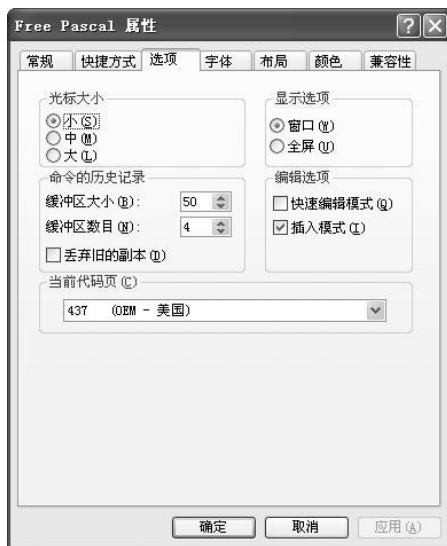 Free Pascal 属性
常规 快捷方式 选项 字体 布局 颜色 兼容性
光标大小
小(S)
中(M)
大(L)
显示选项
窗口(W)
全屏(U)
命令的历史记录
缓冲区大小(B): 50
缓冲区数目(N): 4
丢弃旧的副本(D)
编辑选项
快速编辑模式(Q)
插入模式(I)
当前代码页(C)
437 (OEM - 美国)
确定 取消 应用(A)